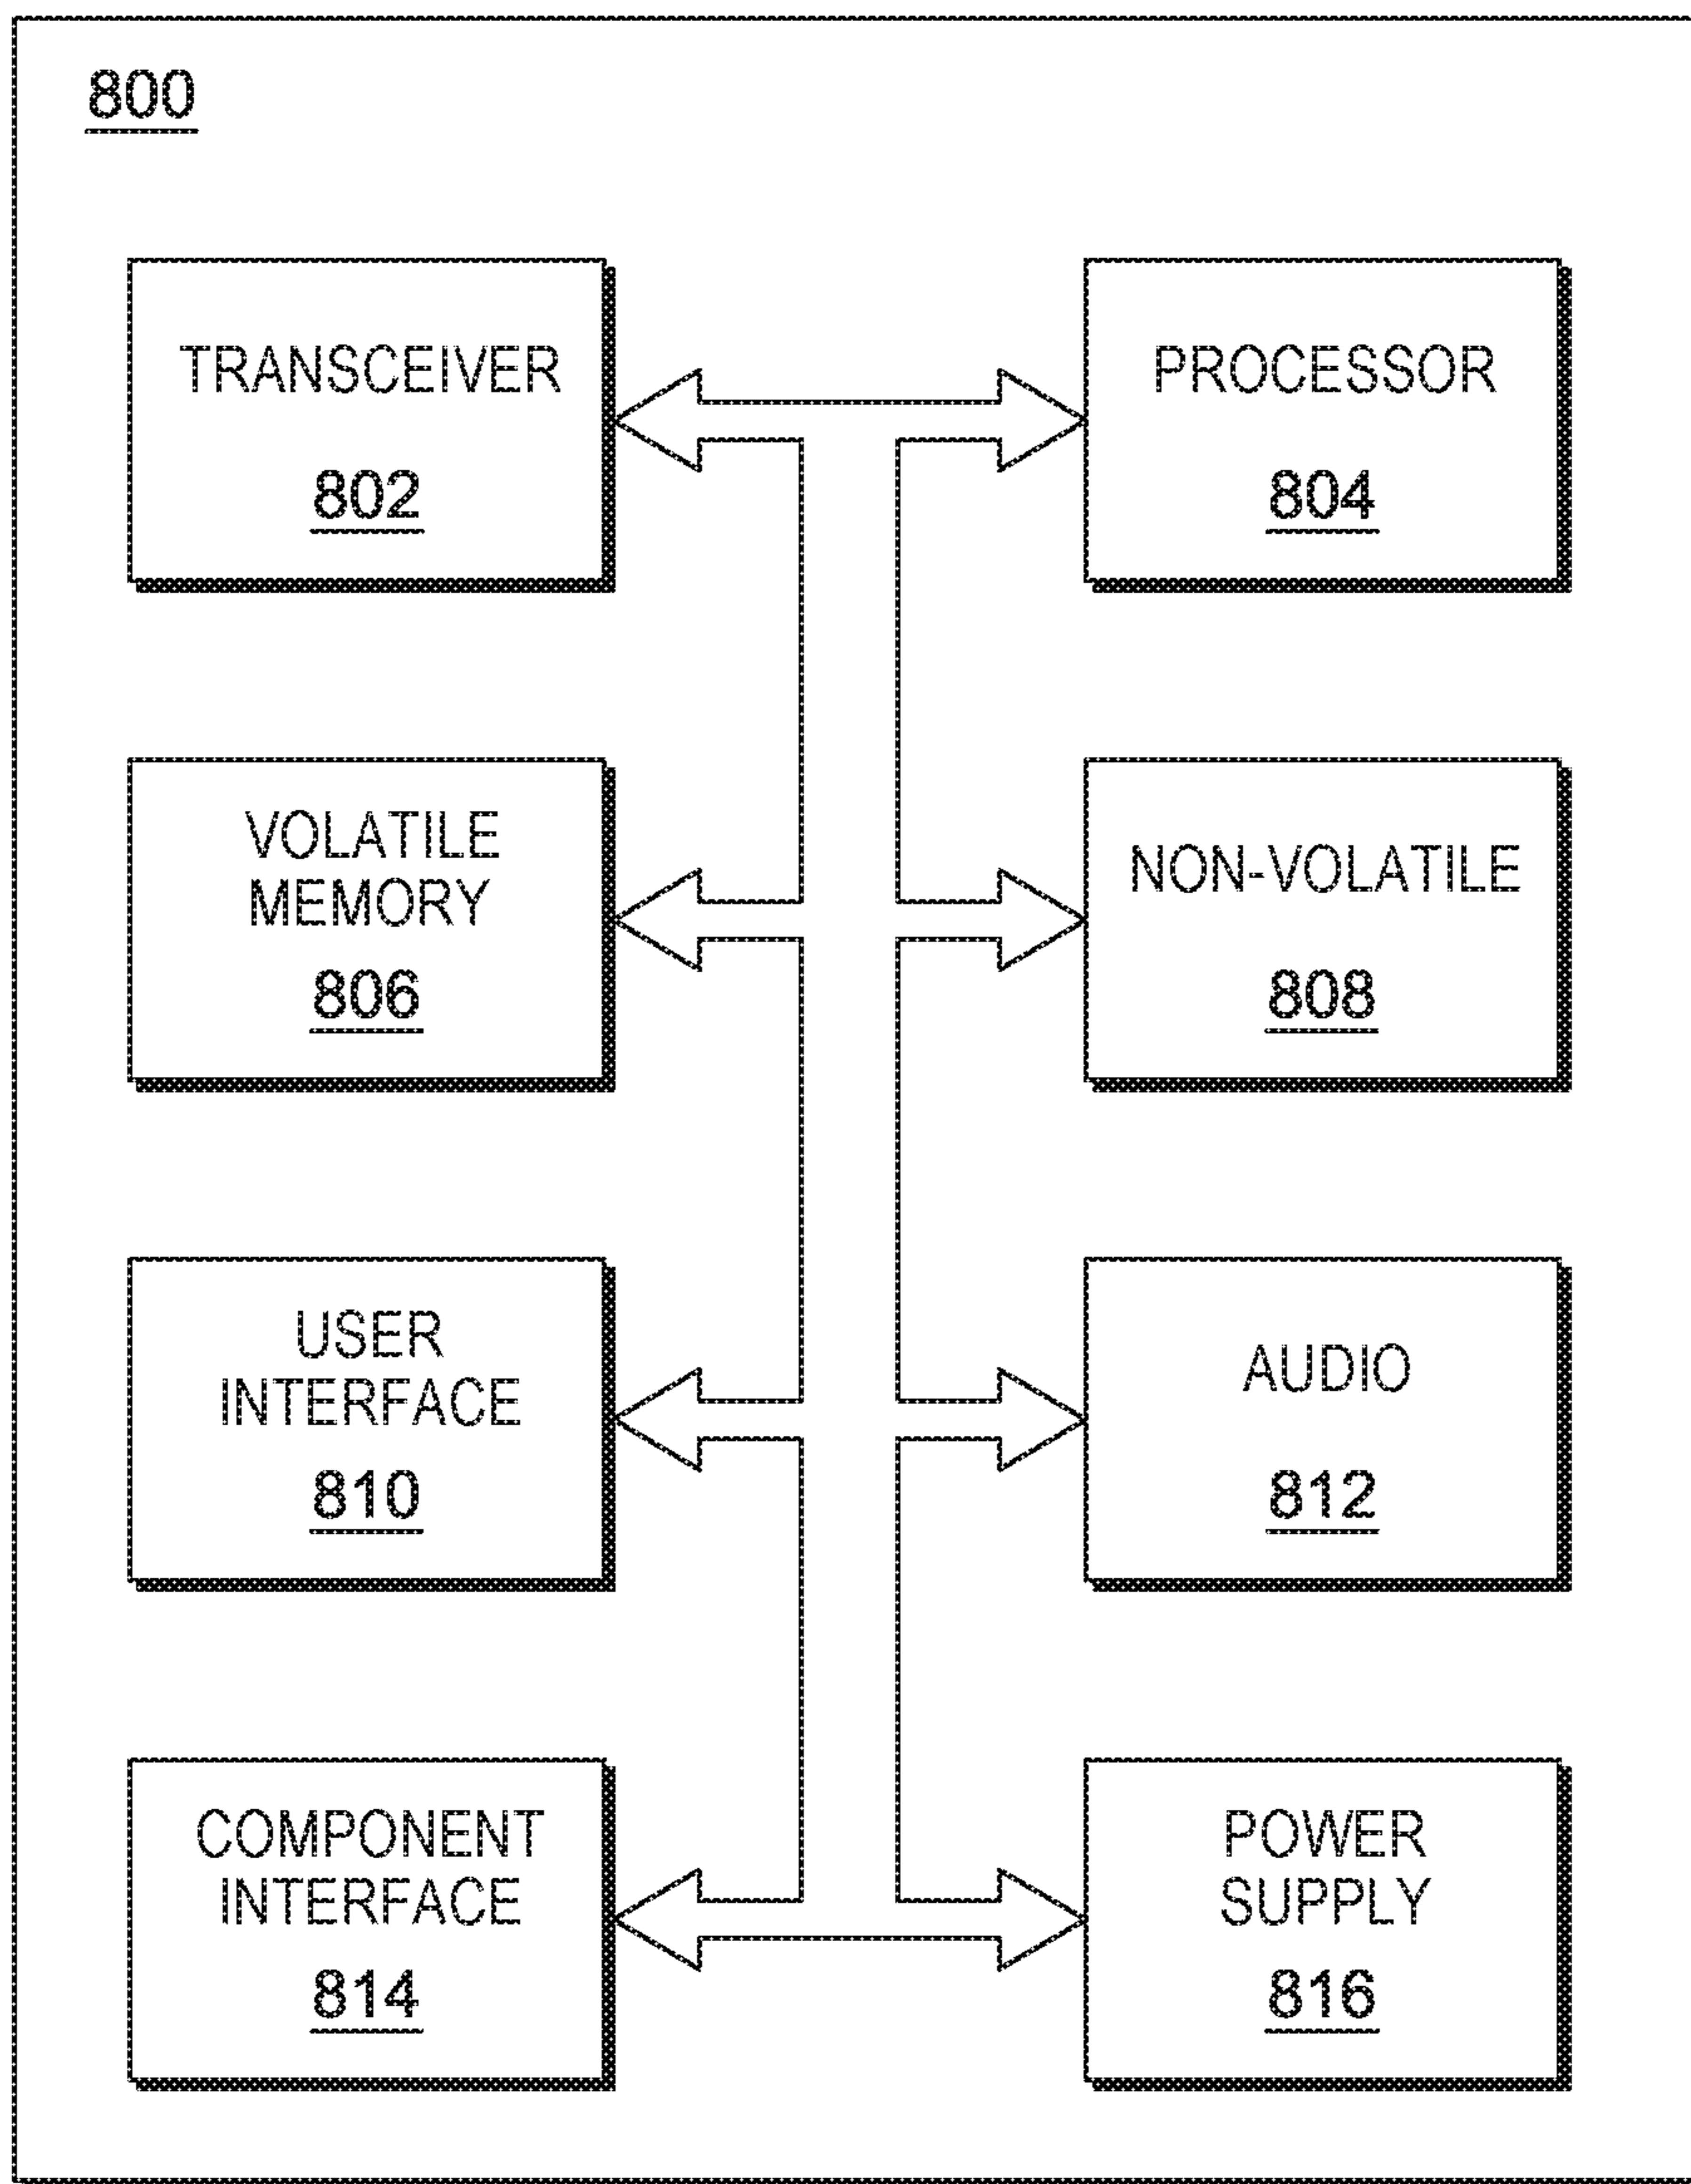 800
TRANSCEIVER
802
PROCESSOR
804
VOLATILE
MEMORY
806
NON-VOLATILE
808
USER
INTERFACE
810
AUDIO
812
COMPONENT
INTERFACE
814
POWER
SUPPLY
816